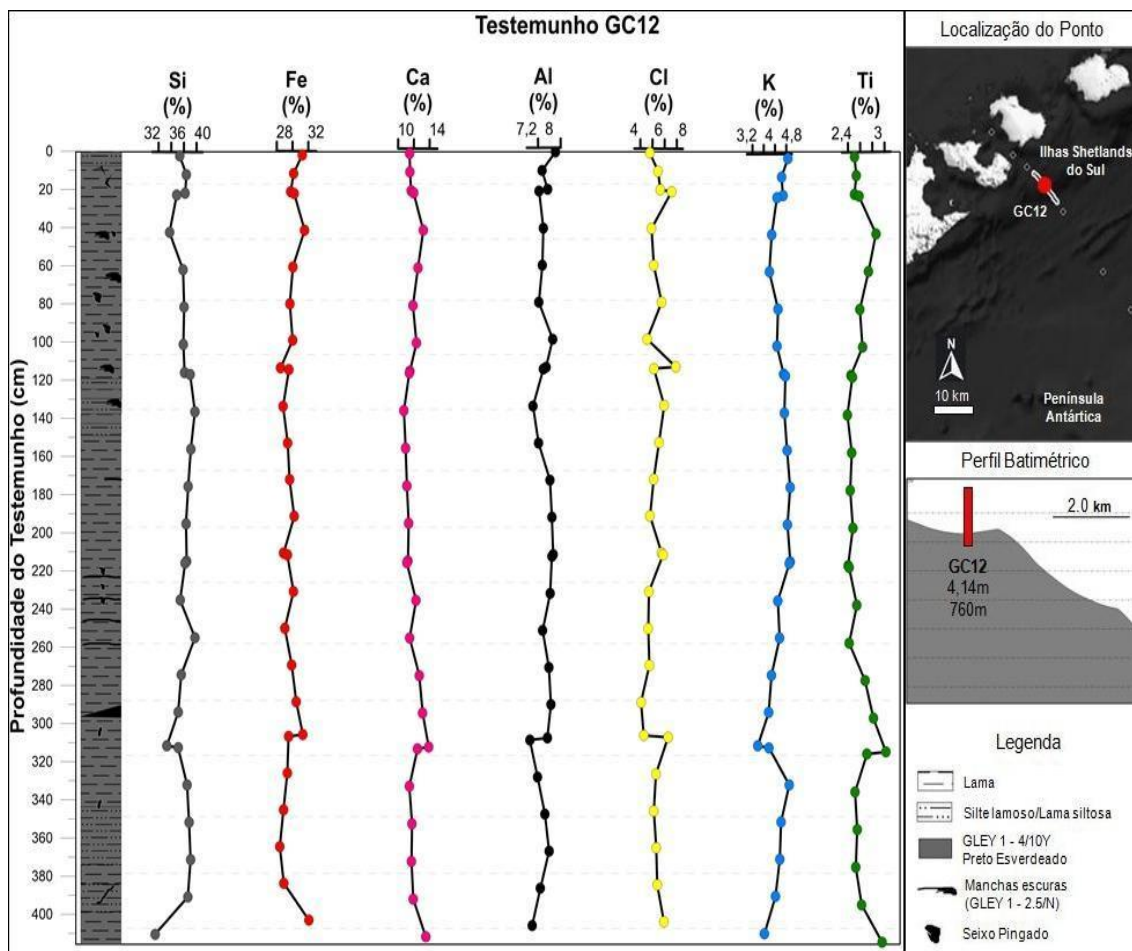 Testemunho GC12
Si Fe Ca Al Cl K Ti
(%) (%) (%) (%) (%) (%) (%)
32 36 40 28 32 10 14 7,2 8 4 6 8 3,2 4 4,8 2,4 3
Profundidade do Testemunho (cm)
0
20
40
60
80
100
120
140
160
180
200
220
240
260
280
300
320
340
360
380
400
Localização do Ponto
Ilhas Shetlands
do Sul
GC12
N
10 km
Península
Antártica
Perfil Batimétrico
2.0 km
GC12
4,14m
760m
Legenda
Lama
Silte lamoso/Lama siltosa
GLEY 1 - 4/10Y
Preto Esverdeado
Manchas escuras
(GLEY 1 - 2.5/N)
Seixo Pingado